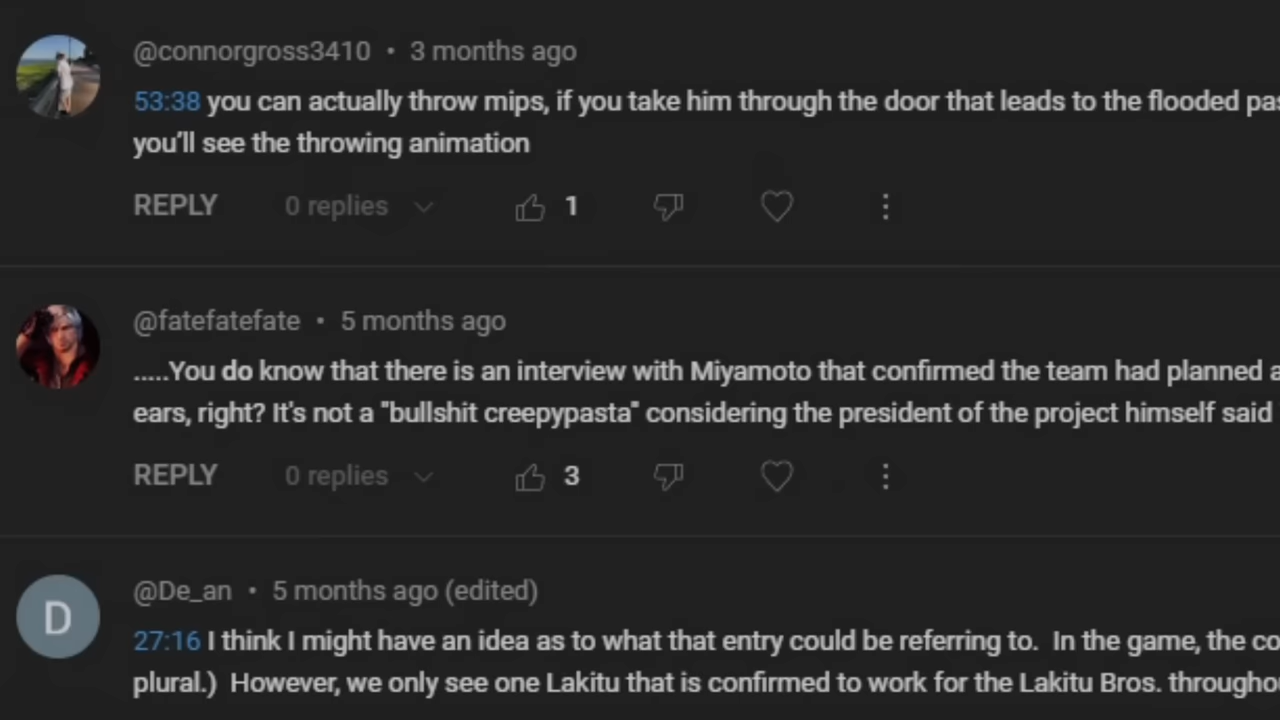 @connorgross3410 • 3 months ago
53:38 you can actually throw mips, if you take him through the door that leads to the flooded
you'll see the throwing animation
REPLY 0 replies 1
@fatefatefate • 5 months ago
.....You do know that there is an interview with Miyamoto that confirmed the team had planned
ears, right? It's not a "bullshit creepypasta" considering the president of the project himself said
REPLY 0 replies 3
D
@De_an • 5 months ago (edited)
27:16 I think I might have an idea as to what that entry could be referring to. In the game, the
plural.) However, we only see one Lakitu that is confirmed to work for the Lakitu Bros.